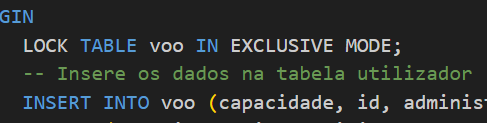 GIN
LOCK TABLE voo IN EXCLUSIVE MODE;
-- Insere os dados na tabela utilizador
INSERT INTO voo (capacidade, id, administ